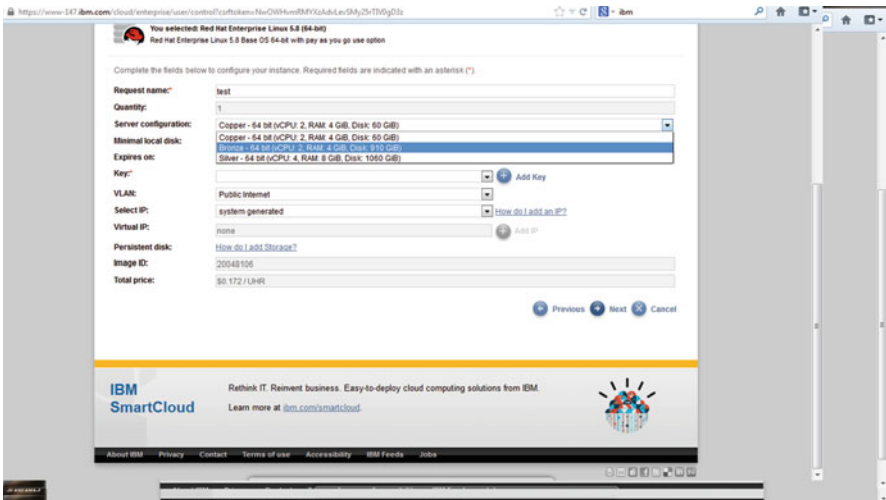 https://www-147.ibm.com/cloud/enterprise/user/control?
ibm
You selected: Red Hat Enterprise Linux 5.8 (64-bit)
Red Hat Enterprise Linux 5.8 Base OS 64-bit with pay as you go use option
Complete the fields below to configure your instance. Required fields are indicated with an asterisk (*).
Request name:* test
Quantity: 1
Server configuration: Copper - 64 bit (vCPU: 2, RAM: 4 GiB, Disk: 60 GiB)
Copper - 64 bit (vCPU: 2, RAM: 4 GiB, Disk: 60 GiB)
Minimal local disk: Bronze - 64 bit (vCPU: 2, RAM: 4 GiB, Disk: 910 GiB)
Expires on: Silver - 64 bit (vCPU: 4, RAM: 8 GiB, Disk: 1060 GiB)
Key:* Add Key
VLAN: Public Internet
Select IP: system generated How do I add an IP?
Virtual IP: none Add IP
Persistent disk: How do I add Storage?
Image ID: 20048106
Total price: $0.172 / UHR
Previous Next Cancel
IBM
SmartCloud
Rethink IT. Reinvent business. Easy-to-deploy cloud computing solutions from IBM.
Learn more at ibm.com/smartcloud.
About IBM Privacy Contact Terms of use Accessibility IBM Feeds Jobs